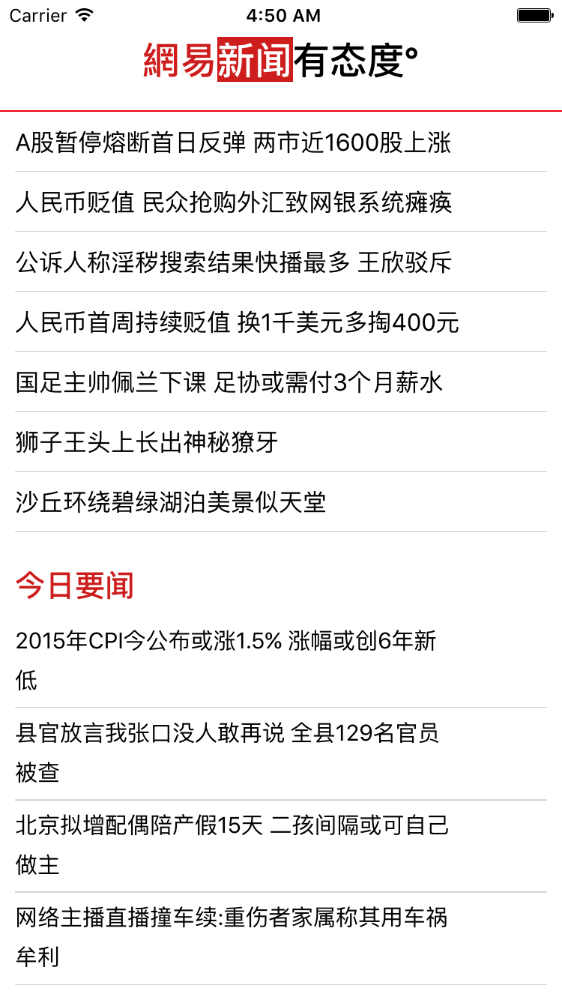 Carrier 4:50 AM
網易新闻有态度°
A股暂停熔断首日反弹 两市近1600股上涨
人民币贬值 民众抢购外汇致网银系统瘫痪
公诉人称淫秽搜索结果快播最多 王欣驳斥
人民币首周持续贬值 换1千美元多掏400元
国足主帅佩兰下课 足协或需付3个月薪水
狮子王头上长出神秘獠牙
沙丘环绕碧绿湖泊美景似天堂
今日要闻
2015年CPI今公布或涨1.5% 涨幅或创6年新
低
县官放言我张口没人敢再说 全县129名官员
被查
北京拟增配偶陪产假15天 二孩间隔或可自己
做主
网络主播直播撞车续:重伤者家属称其用车祸
牟利